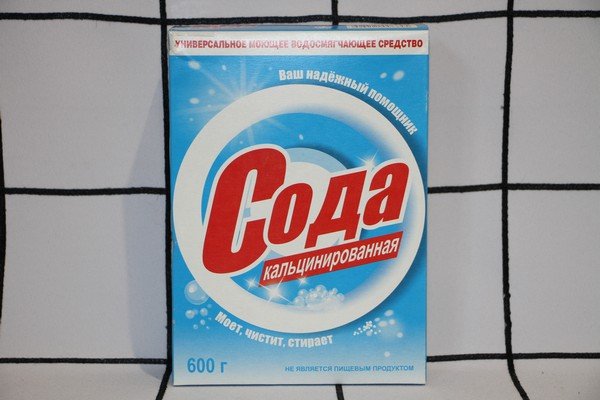 УНИВЕРСАЛЬНОЕ МОЮЩЕЕ ВОДОСМЯГЧАЮЩЕЕ СРЕДСТВО
Ваш надёжный помощник
Сода
кальцинированная
Моет, чистит, стирает
600 г
НЕ ЯВЛЯЕТСЯ ПИЩЕВЫМ ПРОДУКТОМ